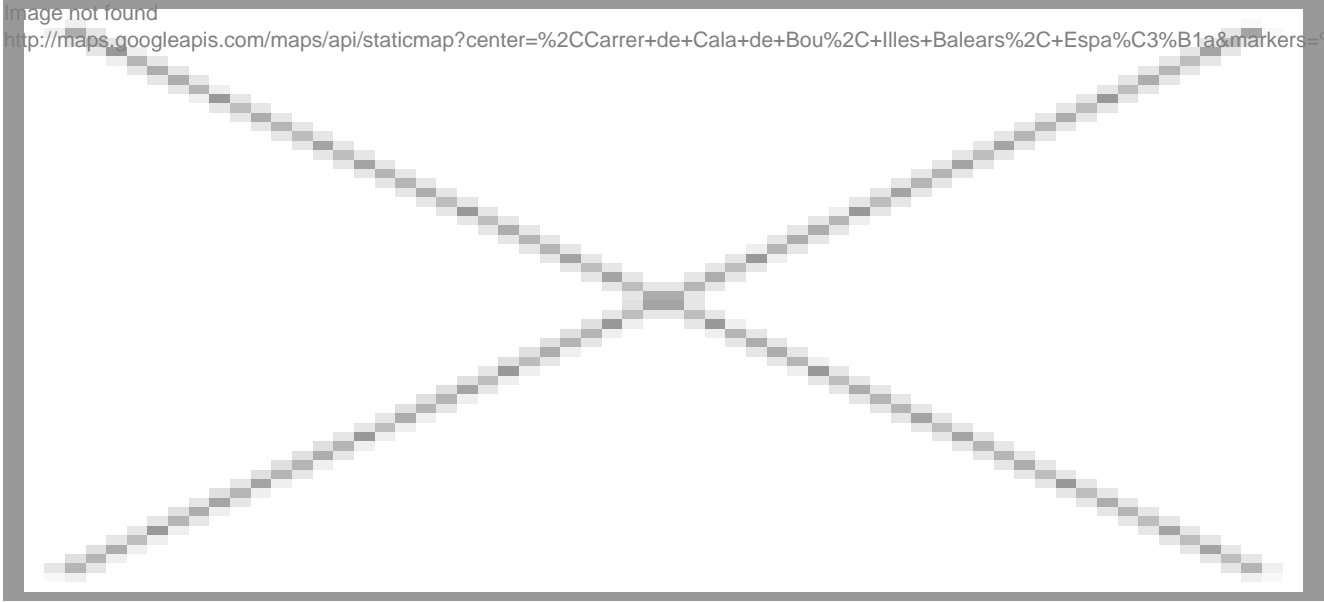 Image not found
http://maps.googleapis.com/maps/api/staticmap?center=%2CCarrer+de+Cala+de+Bou%2C+Illes+Balears%2C+Espa%C3%B1a&markers=%